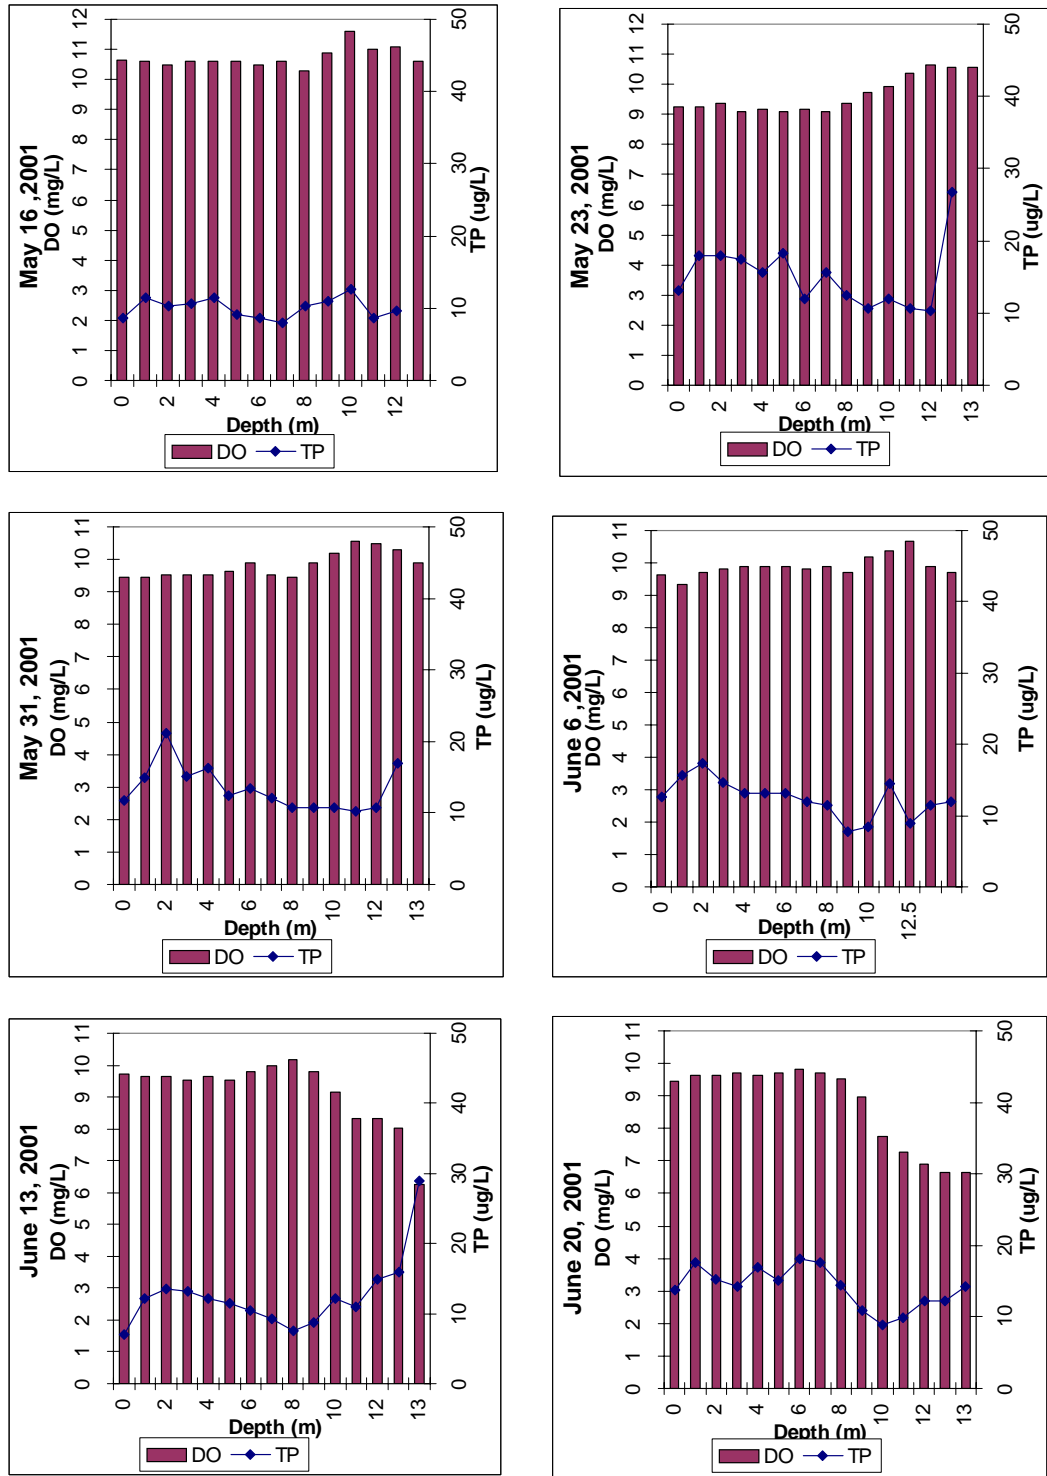 May 16 ,2001
DO (mg/L)
0 1 2 3 4 5 6 7 8 9 10 11 12
0 10 20 30 40 50
TP (ug/L)
0 2 4 6 8 10 12
Depth (m)
DO TP
May 23, 2001
DO (mg/L)
0 1 2 3 4 5 6 7 8 9 10 11 12
0 10 20 30 40 50
TP (ug/L)
0 2 4 6 8 10 12 13
Depth (m)
DO TP
May 31, 2001
DO (mg/L)
0 1 2 3 4 5 6 7 8 9 10 11
0 10 20 30 40 50
TP (ug/L)
0 2 4 6 8 10 12 13
Depth (m)
DO TP
June 6 ,2001
DO (mg/L)
0 1 2 3 4 5 6 7 8 9 10 11
0 10 20 30 40 50
TP (ug/L)
0 2 4 6 8 10 12.5
Depth (m)
DO TP
June 13, 2001
DO (mg/L)
0 1 2 3 4 5 6 7 8 9 10 11
0 10 20 30 40 50
TP (ug/L)
0 2 4 6 8 10 12 13
Depth (m)
DO TP
June 20, 2001
DO (mg/L)
0 1 2 3 4 5 6 7 8 9 10 11
0 10 20 30 40 50
TP (ug/L)
0 2 4 6 8 10 12 13
Depth (m)
DO TP